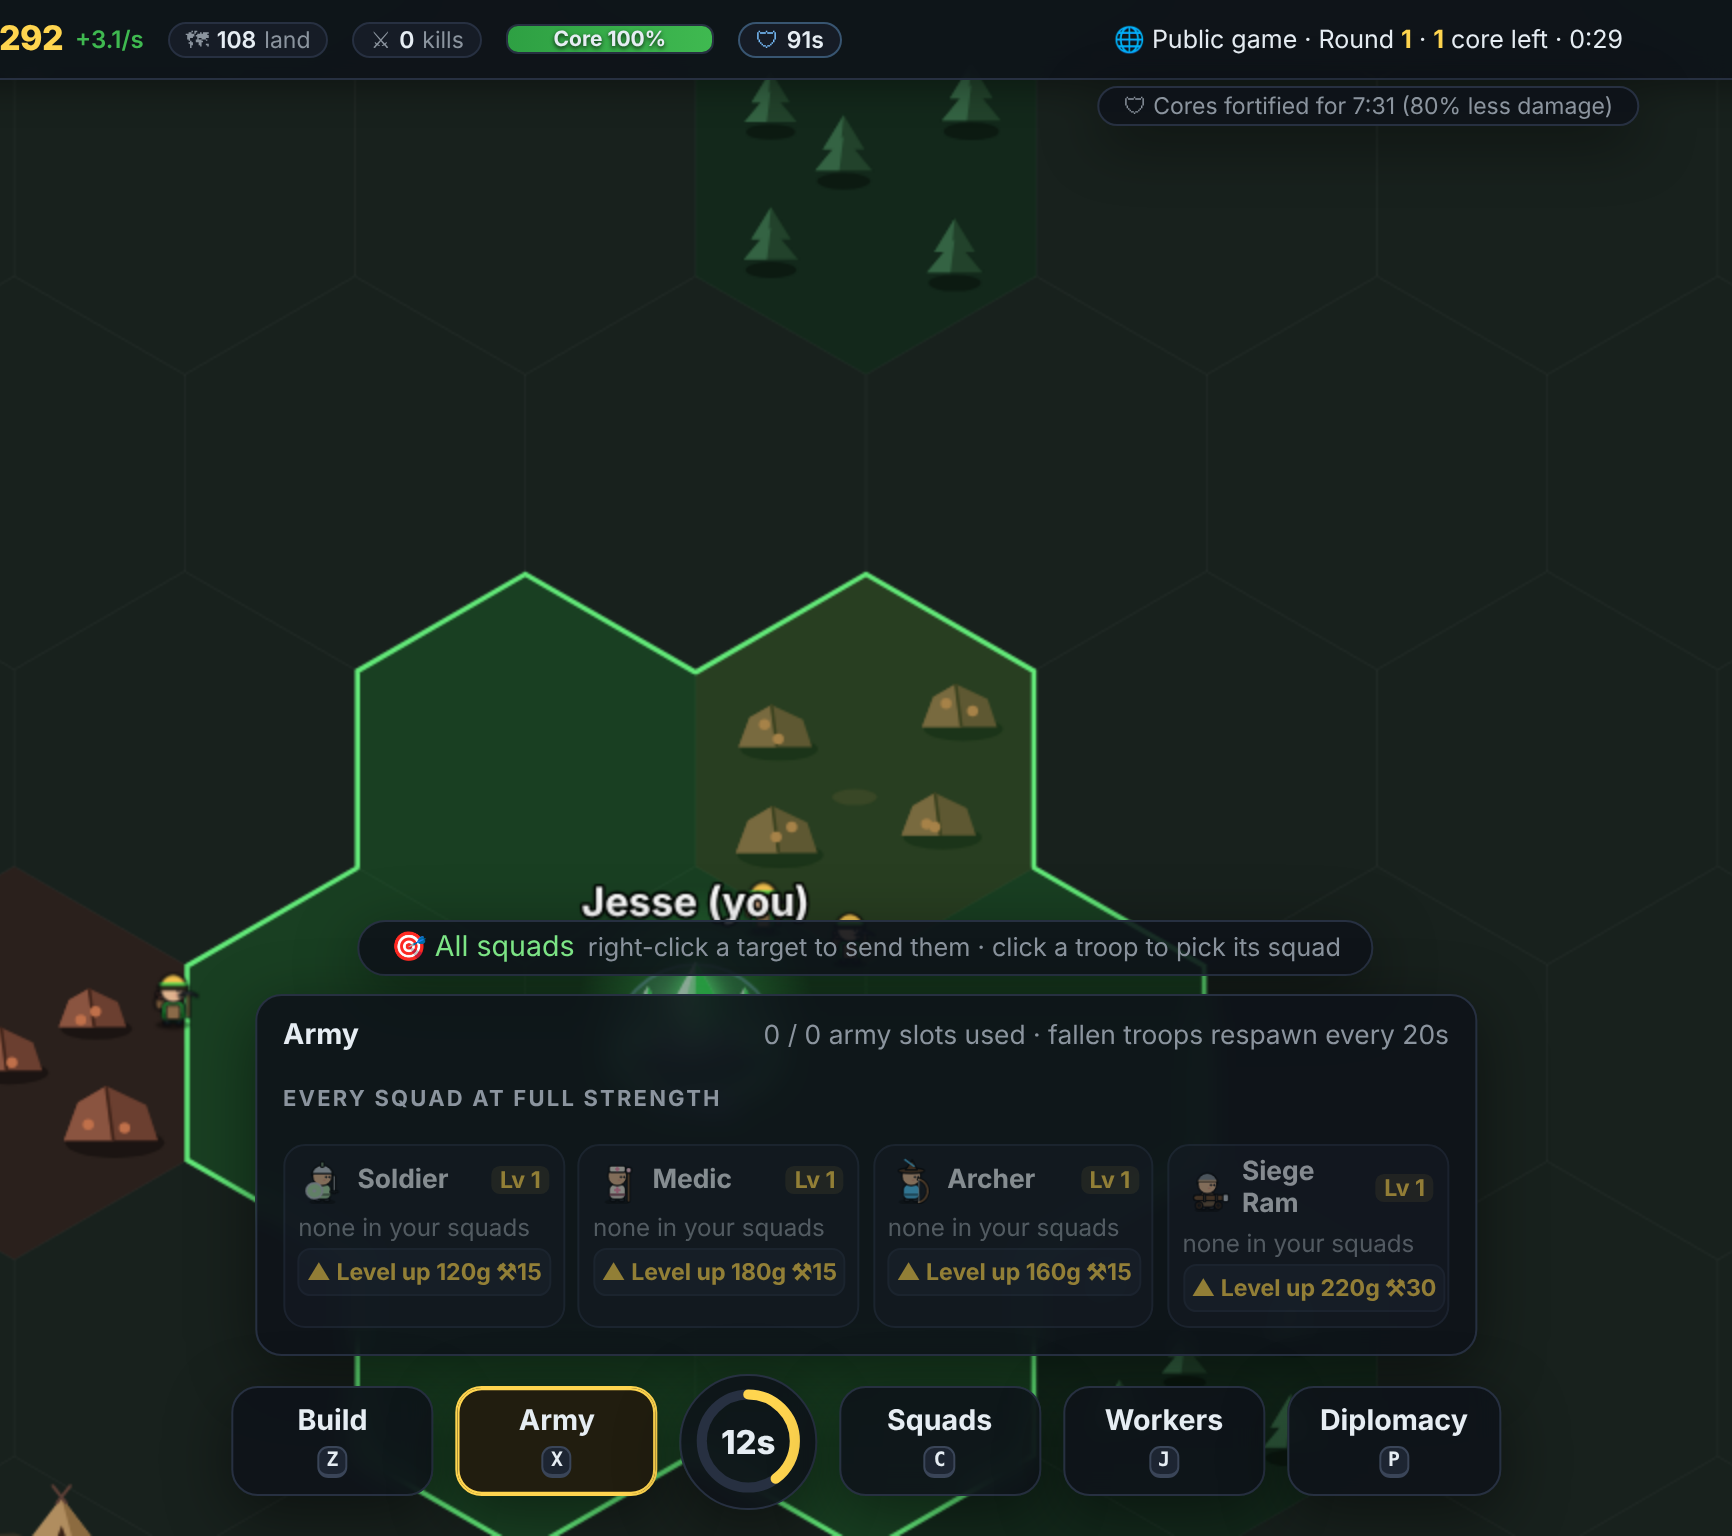 292 +3.1/s 108 land 0 kills Core 100% 91s Public game · Round 1 · 1 core left · 0:29
Cores fortified for 7:31 (80% less damage)
Jesse (you)
All squads right-click a target to send them · click a troop to pick its squad
Army 0 / 0 army slots used · fallen troops respawn every 20s
EVERY SQUAD AT FULL STRENGTH
Soldier Lv 1
none in your squads
▲ Level up 120g ⚒15
Medic Lv 1
none in your squads
▲ Level up 180g ⚒15
Archer Lv 1
none in your squads
▲ Level up 160g ⚒15
Siege
Ram Lv 1
none in your squads
▲ Level up 220g ⚒30
Build
Z
Army
X
12s
Squads
C
Workers
J
Diplomacy
P